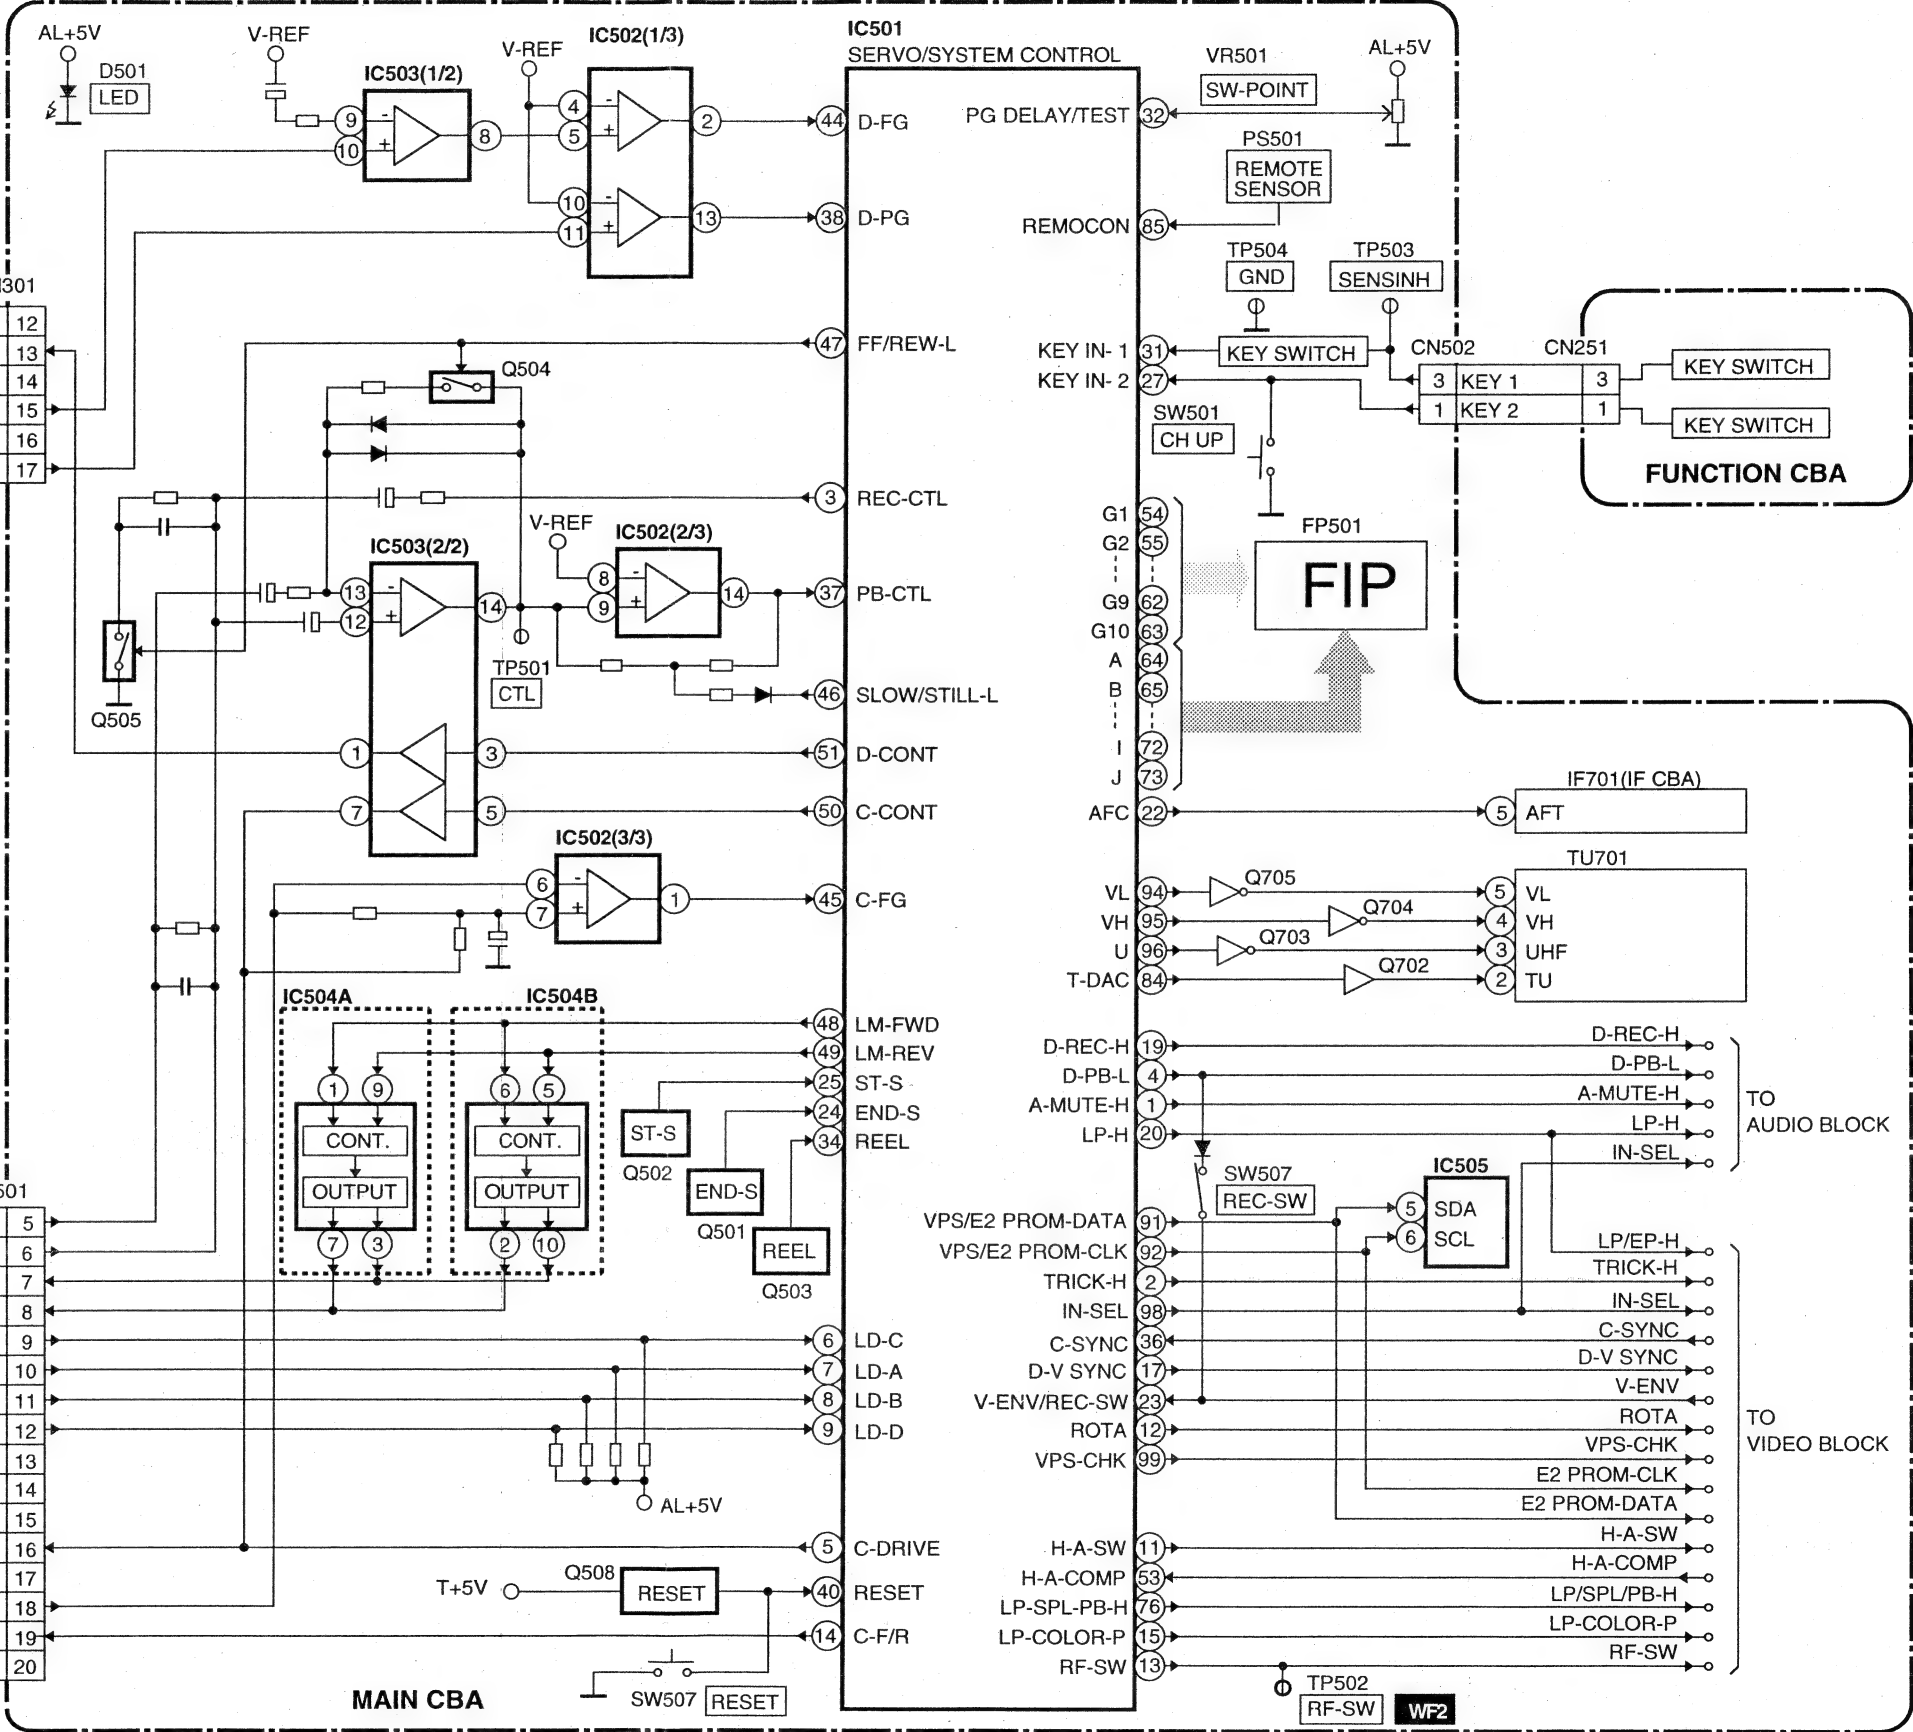 AL+5V
D501
LED
V-REF
IC503(1/2)
9
10
-
+
8
V-REF
IC502(1/3)
4
5
-
+
2
10
11
-
+
13
IC501
SERVO/SYSTEM CONTROL
44 D-FG
38 D-PG
47 FF/REW-L
3 REC-CTL
37 PB-CTL
46 SLOW/STILL-L
51 D-CONT
50 C-CONT
45 C-FG
48 LM-FWD
49 LM-REV
25 ST-S
24 END-S
34 REEL
6 LD-C
7 LD-A
8 LD-B
9 LD-D
5 C-DRIVE
40 RESET
14 C-F/R
PG DELAY/TEST 32
REMOCON 85
KEY IN- 1 31
KEY IN- 2 27
G1 54
G2 55
G9 62
G10 63
A 64
B 65
I 72
J 73
AFC 22
VL 94
VH 95
U 96
T-DAC 84
D-REC-H 19
D-PB-L 4
A-MUTE-H 1
LP-H 20
VPS/E2 PROM-DATA 91
VPS/E2 PROM-CLK 92
TRICK-H 2
IN-SEL 98
C-SYNC 36
D-V SYNC 17
V-ENV/REC-SW 23
ROTA 12
VPS-CHK 99
H-A-SW 11
H-A-COMP 53
LP-SPL-PB-H 76
LP-COLOR-P 15
RF-SW 13
VR501
SW-POINT
AL+5V
PS501
REMOTE
SENSOR
TP504
GND
TP503
SENSINH
KEY SWITCH
CN502
CN251
3 KEY 1 3
1 KEY 2 1
KEY SWITCH
KEY SWITCH
FUNCTION CBA
SW501
CH UP
FP501
FIP
IF701(IF CBA)
5 AFT
TU701
Q705
5 VL
Q704
4 VH
Q703
3 UHF
Q702
2 TU
D-REC-H
D-PB-L
A-MUTE-H
LP-H
IN-SEL
TO
AUDIO BLOCK
SW507
REC-SW
IC505
5 SDA
6 SCL
LP/EP-H
TRICK-H
IN-SEL
C-SYNC
D-V SYNC
V-ENV
ROTA
VPS-CHK
E2 PROM-CLK
E2 PROM-DATA
H-A-SW
H-A-COMP
LP/SPL/PB-H
LP-COLOR-P
RF-SW
TO
VIDEO BLOCK
TP502
RF-SW
WF2
301
12
13
14
15
16
17
Q504
IC503(2/2)
13
12
-
+
14
1 3
7 5
TP501
CTL
V-REF
IC502(2/3)
8
9
-
+
14
Q505
IC502(3/3)
6
7
-
+
1
IC504A
1 9
CONT.
OUTPUT
7 3
IC504B
6 5
CONT.
OUTPUT
2 10
ST-S
Q502
END-S
Q501
REEL
Q503
501
5
6
7
8
9
10
11
12
13
14
15
16
17
18
19
20
AL+5V
T+5V
Q508
RESET
SW507
RESET
MAIN CBA